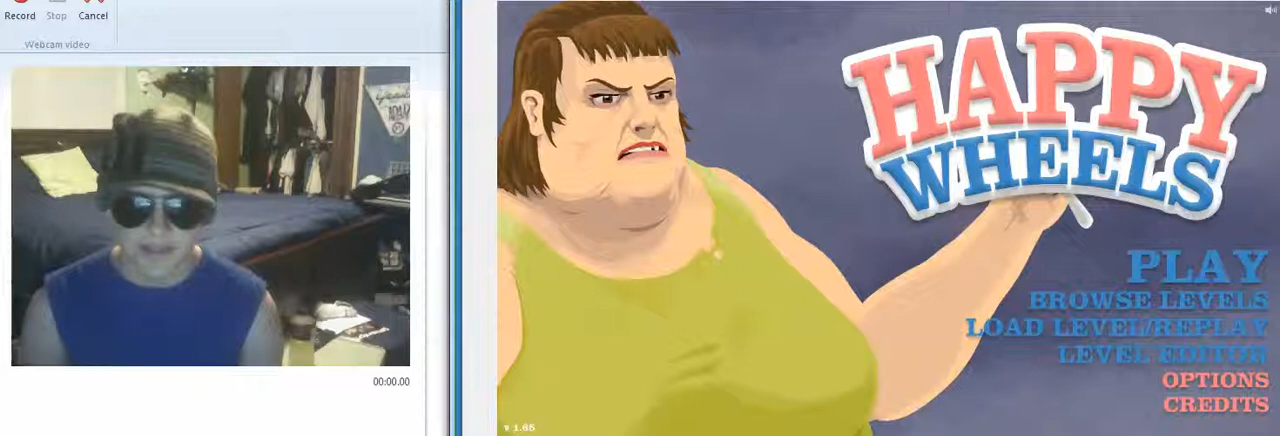 Record Stop Cancel
Webcam video
00:00.00
HAPPY
WHEELS
PLAY
BROWSE LEVELS
LOAD LEVEL/REPLAY
LEVEL EDITOR
OPTIONS
CREDITS
v 1.65